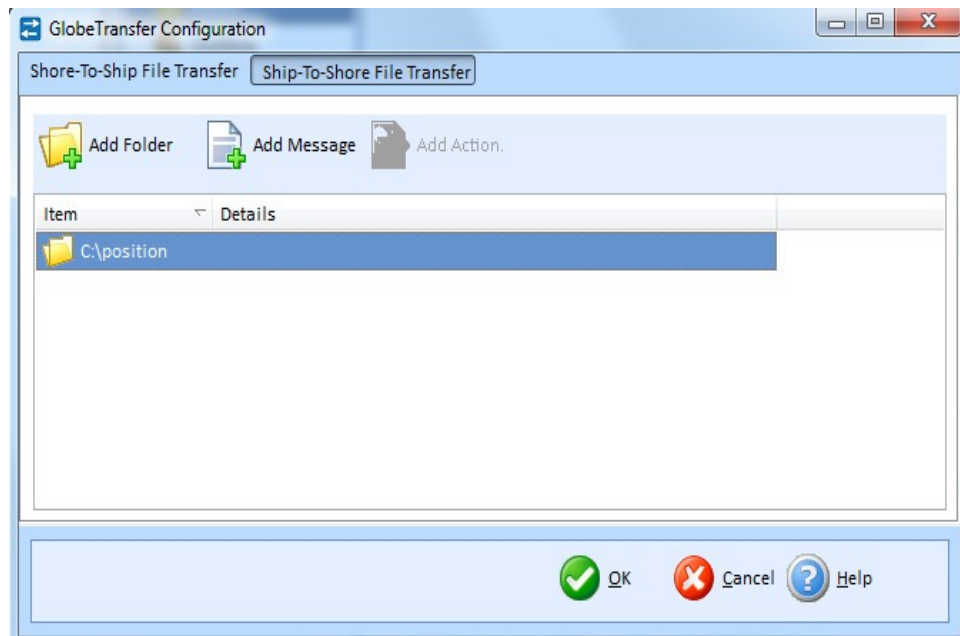 GlobeTransfer Configuration
Shore-To-Ship File Transfer Ship-To-Shore File Transfer
Add Folder Add Message Add Action.
Item Details
C:\position
OK Cancel Help